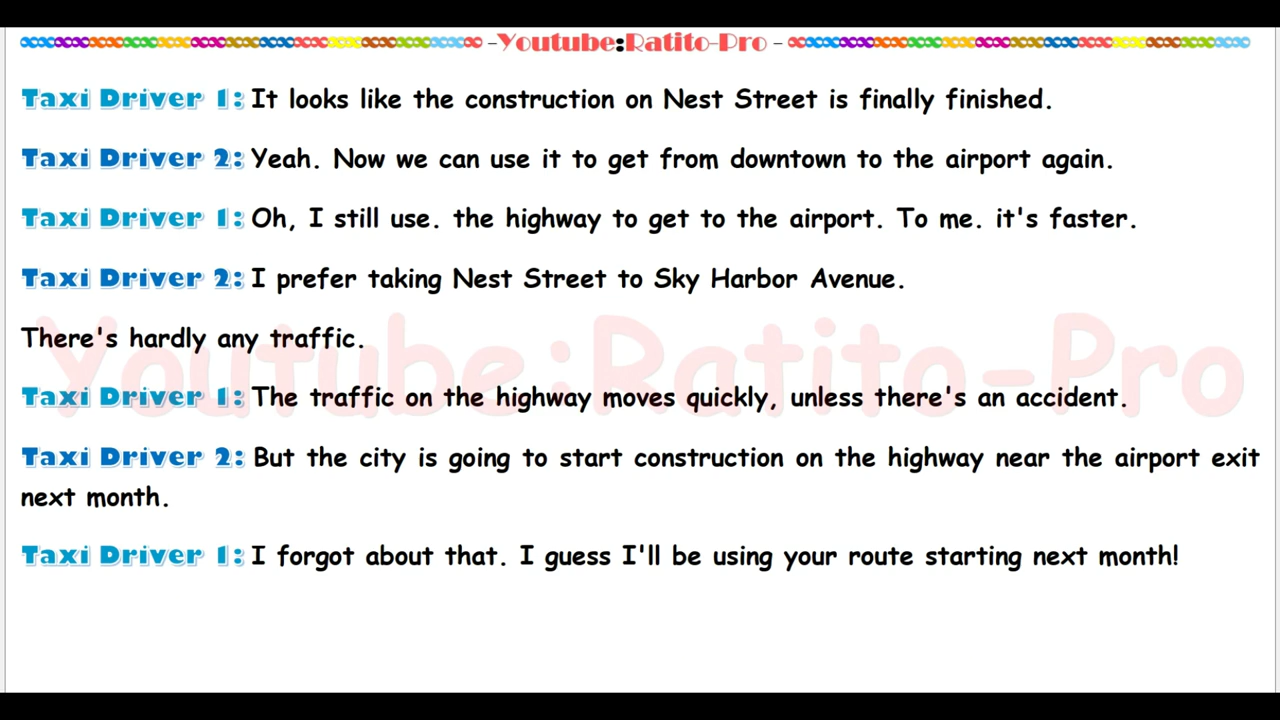 -Youtube:Ratito-Pro -
Taxi Driver 1: It looks like the construction on Nest Street is finally finished.
Taxi Driver 2: Yeah. Now we can use it to get from downtown to the airport again.
Taxi Driver 1: Oh, I still use. the highway to get to the airport. To me. it's faster.
Taxi Driver 2: I prefer taking Nest Street to Sky Harbor Avenue.
There's hardly any traffic.
Youtube:Ratito-Pro
Taxi Driver 1: The traffic on the highway moves quickly, unless there's an accident.
Taxi Driver 2: But the city is going to start construction on the highway near the airport exit
next month.
Taxi Driver 1: I forgot about that. I guess I'll be using your route starting next month!